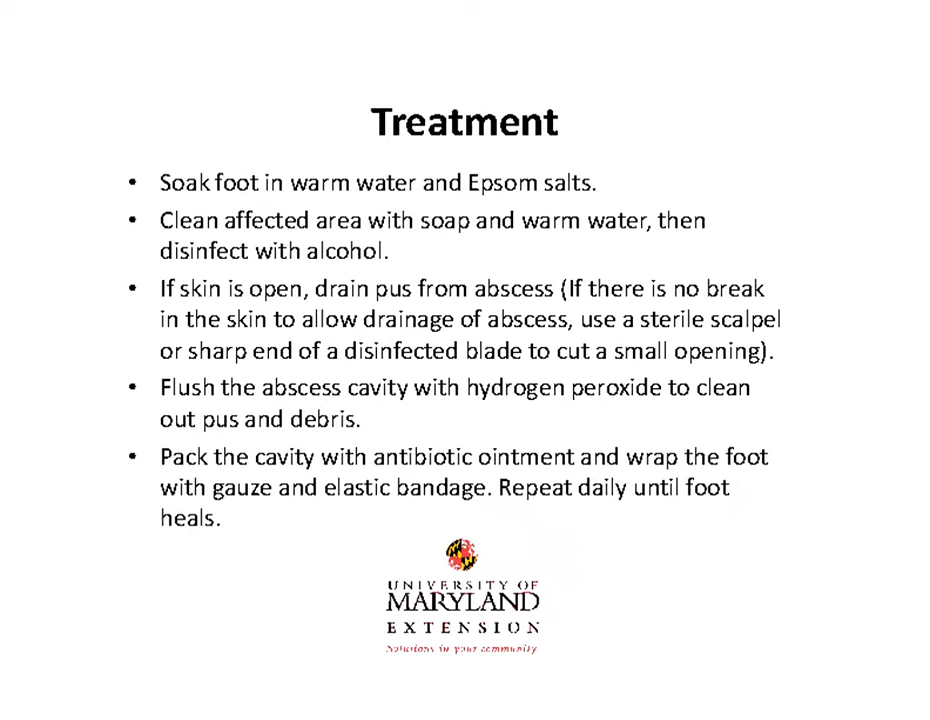 Treatment
• Soak foot in warm water and Epsom salts.
• Clean affected area with soap and warm water, then
disinfect with alcohol.
• If skin is open, drain pus from abscess (If there is no break
in the skin to allow drainage of abscess, use a sterile scalpel
or sharp end of a disinfected blade to cut a small opening).
• Flush the abscess cavity with hydrogen peroxide to clean
out pus and debris.
• Pack the cavity with antibiotic ointment and wrap the foot
with gauze and elastic bandage. Repeat daily until foot
heals.
UNIVERSITY OF
MARYLAND
EXTENSION
Solutions in your community